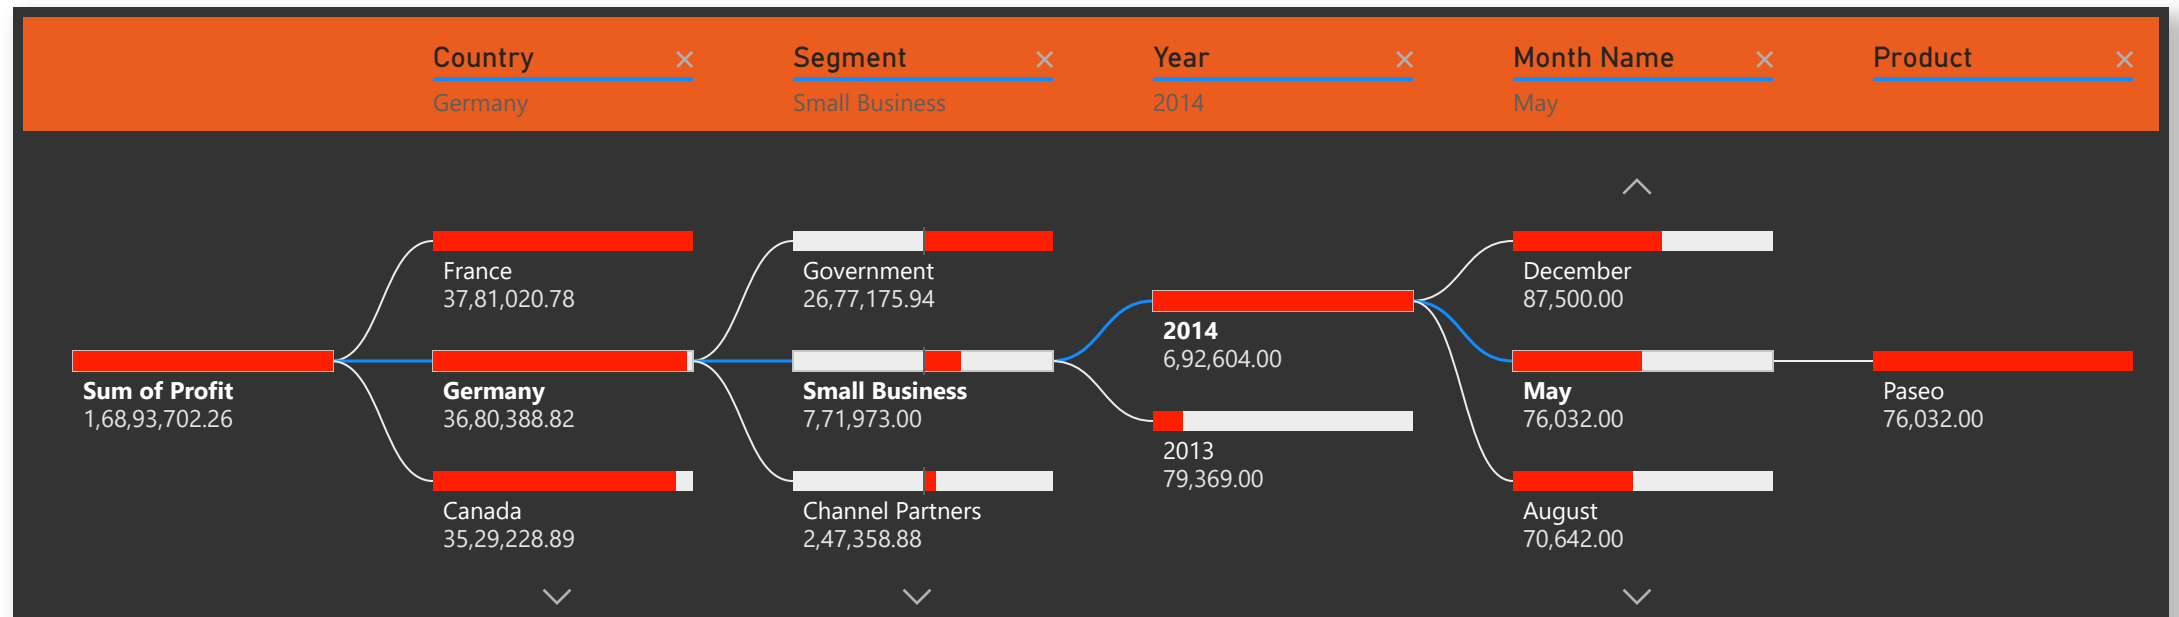 Country
Segment
Year
Month Name
Product
Germany
Small Business
2014
May
Sum of Profit
1,68,93,702.26
France
37,81,020.78
Germany
36,80,388.82
Canada
35,29,228.89
Government
26,77,175.94
Small Business
7,71,973.00
Channel Partners
2,47,358.88
2014
6,92,604.00
2013
79,369.00
December
87,500.00
May
76,032.00
August
70,642.00
Paseo
76,032.00